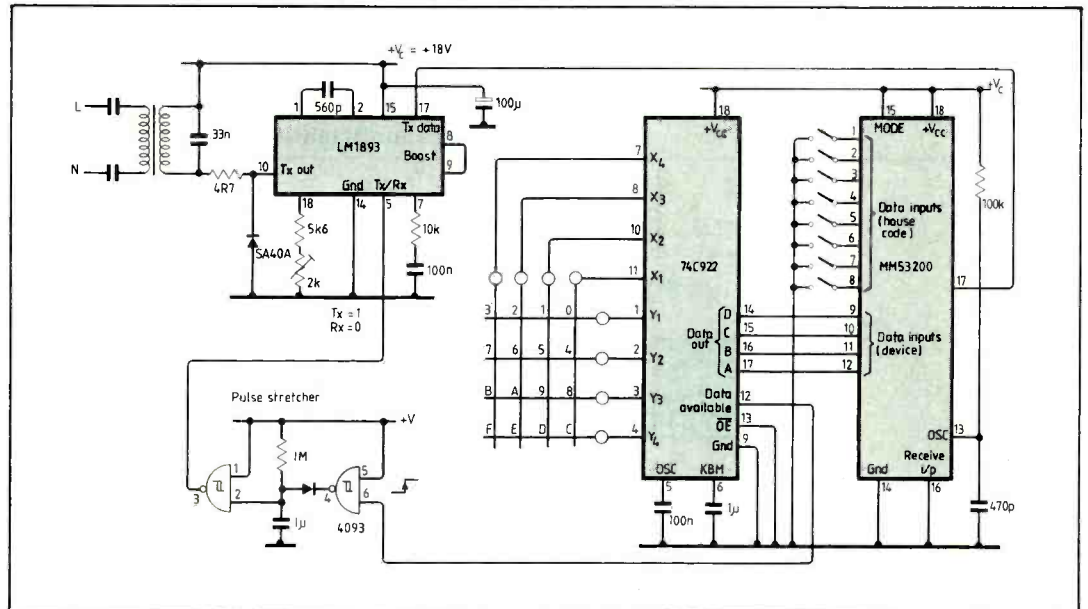 +Vc = +18V
L
N
33n
4R7
1
560p
2
15
17
Tx data
100µ
LM1893
8
Boost
9
10
Tx out
Gnd
Tx/Rx
18
14
5
7
SA40A
5k6
2k
10k
100n
Tx = 1
Rx = 0
Pulse stretcher
+V
1M
1
2
3
4
5
6
1µ
4093
+Vc
18
+Vcc
7
X4
8
X3
10
X2
11
X1
74C922
3 2 1 0
1
Y1
7 6 5 4
2
Y2
B A 9 8
3
Y3
F E D C
4
Y4
Data out
D
14
C
15
B
16
A
17
Data available
12
OE
13
Gnd
9
OSC
5
KBM
6
100n
1µ
15
18
MODE
+Vcc
1
2
3
4
5
6
7
8
Data inputs (house code)
MM53200
100k
17
9
10
11
12
Data inputs (device)
OSC
13
Receive i/p
Gnd
14
16
470p